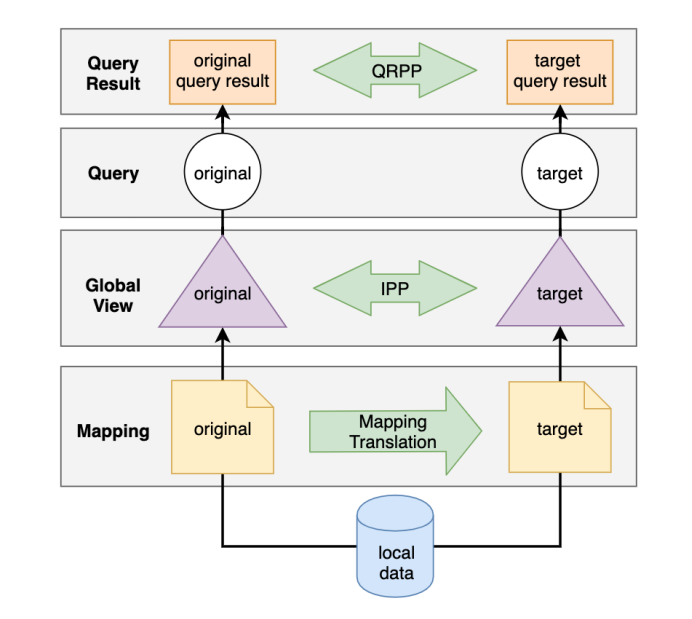 Query
Result
original
query result
QRPP
target
query result
Query
original
target
Global
View
original
IPP
target
Mapping
original
Mapping
Translation
target
local
data